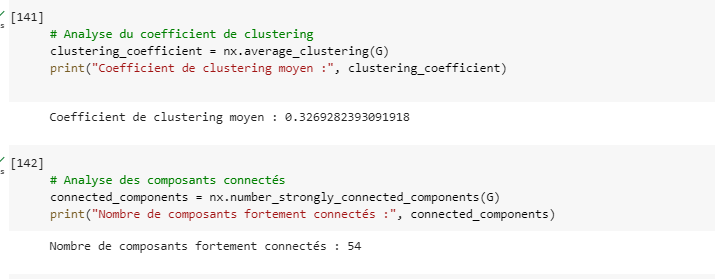 [141]
s
# Analyse du coefficient de clustering
clustering_coefficient = nx.average_clustering(G)
print("Coefficient de clustering moyen :", clustering_coefficient)
Coefficient de clustering moyen : 0.3269282393091918
[142]
s
# Analyse des composants connectés
connected_components = nx.number_strongly_connected_components(G)
print("Nombre de composants fortement connectés :", connected_components)
Nombre de composants fortement connectés : 54